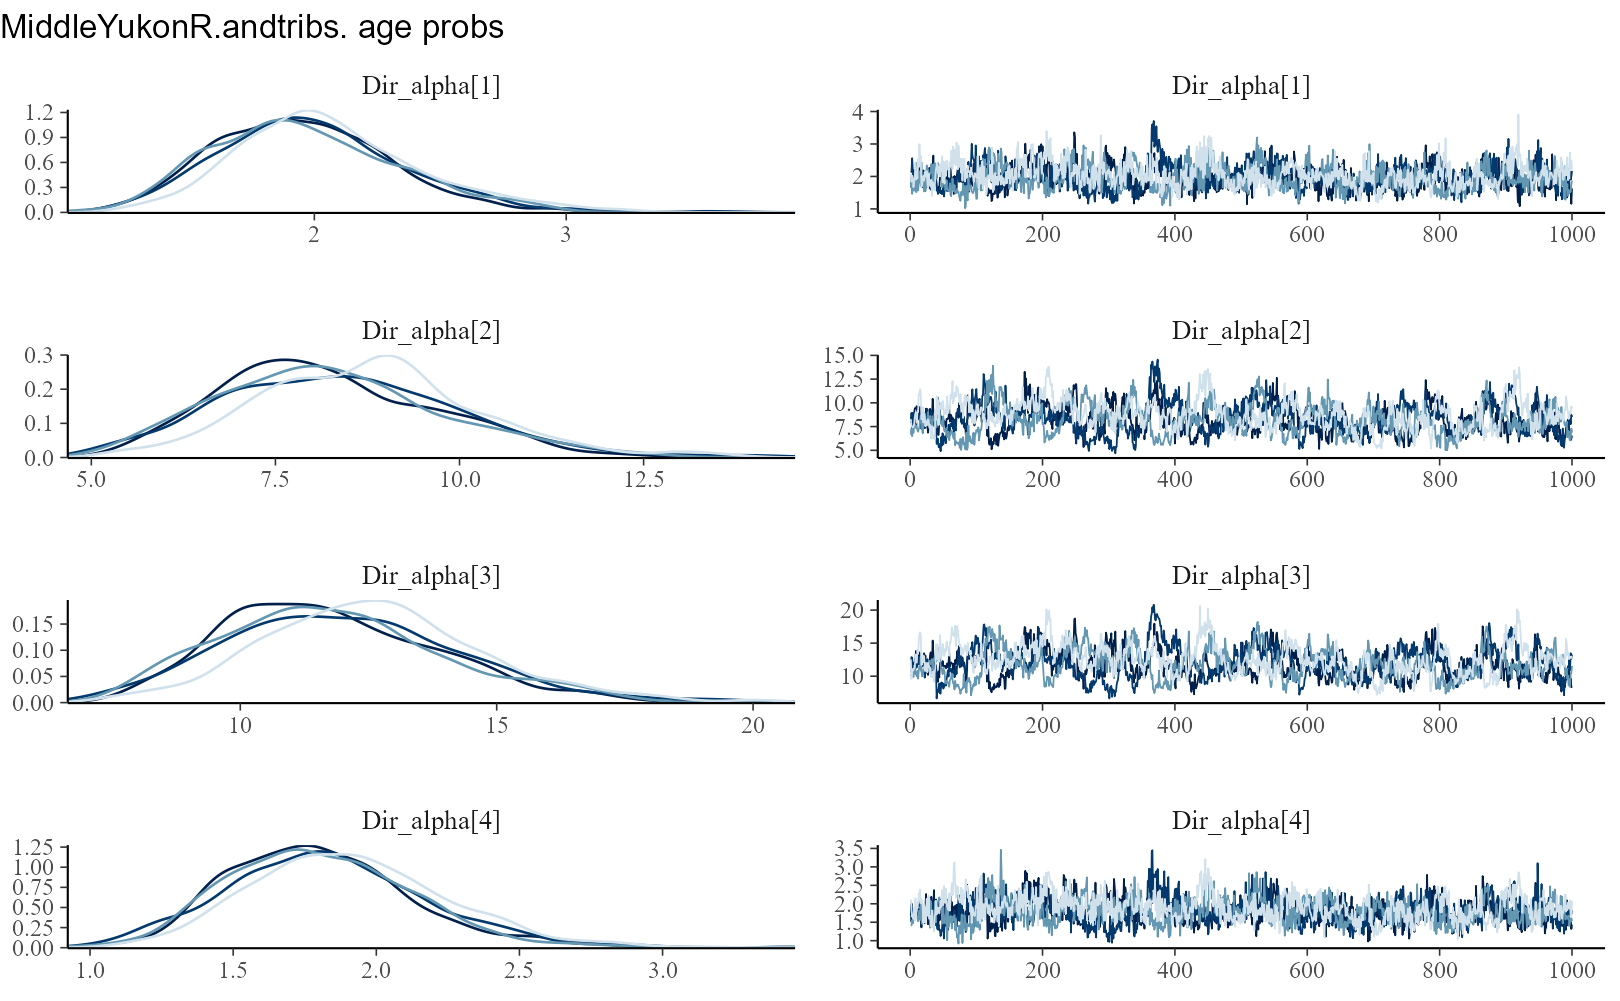 MiddleYukonR.andtribs. age probs
Dir_alpha[1]
1.2
0.9
0.6
0.3
0.0
2 3
Dir_alpha[1]
4
3
2
1
0 200 400 600 800 1000
Dir_alpha[2]
0.3
0.2
0.1
0.0
5.0 7.5 10.0 12.5
Dir_alpha[2]
15.0
12.5
10.0
7.5
5.0
0 200 400 600 800 1000
Dir_alpha[3]
0.15
0.10
0.05
0.00
10 15 20
Dir_alpha[3]
20
15
10
0 200 400 600 800 1000
Dir_alpha[4]
1.25
1.00
0.75
0.50
0.25
0.00
1.0 1.5 2.0 2.5 3.0
Dir_alpha[4]
3.5
3.0
2.5
2.0
1.5
1.0
0 200 400 600 800 1000